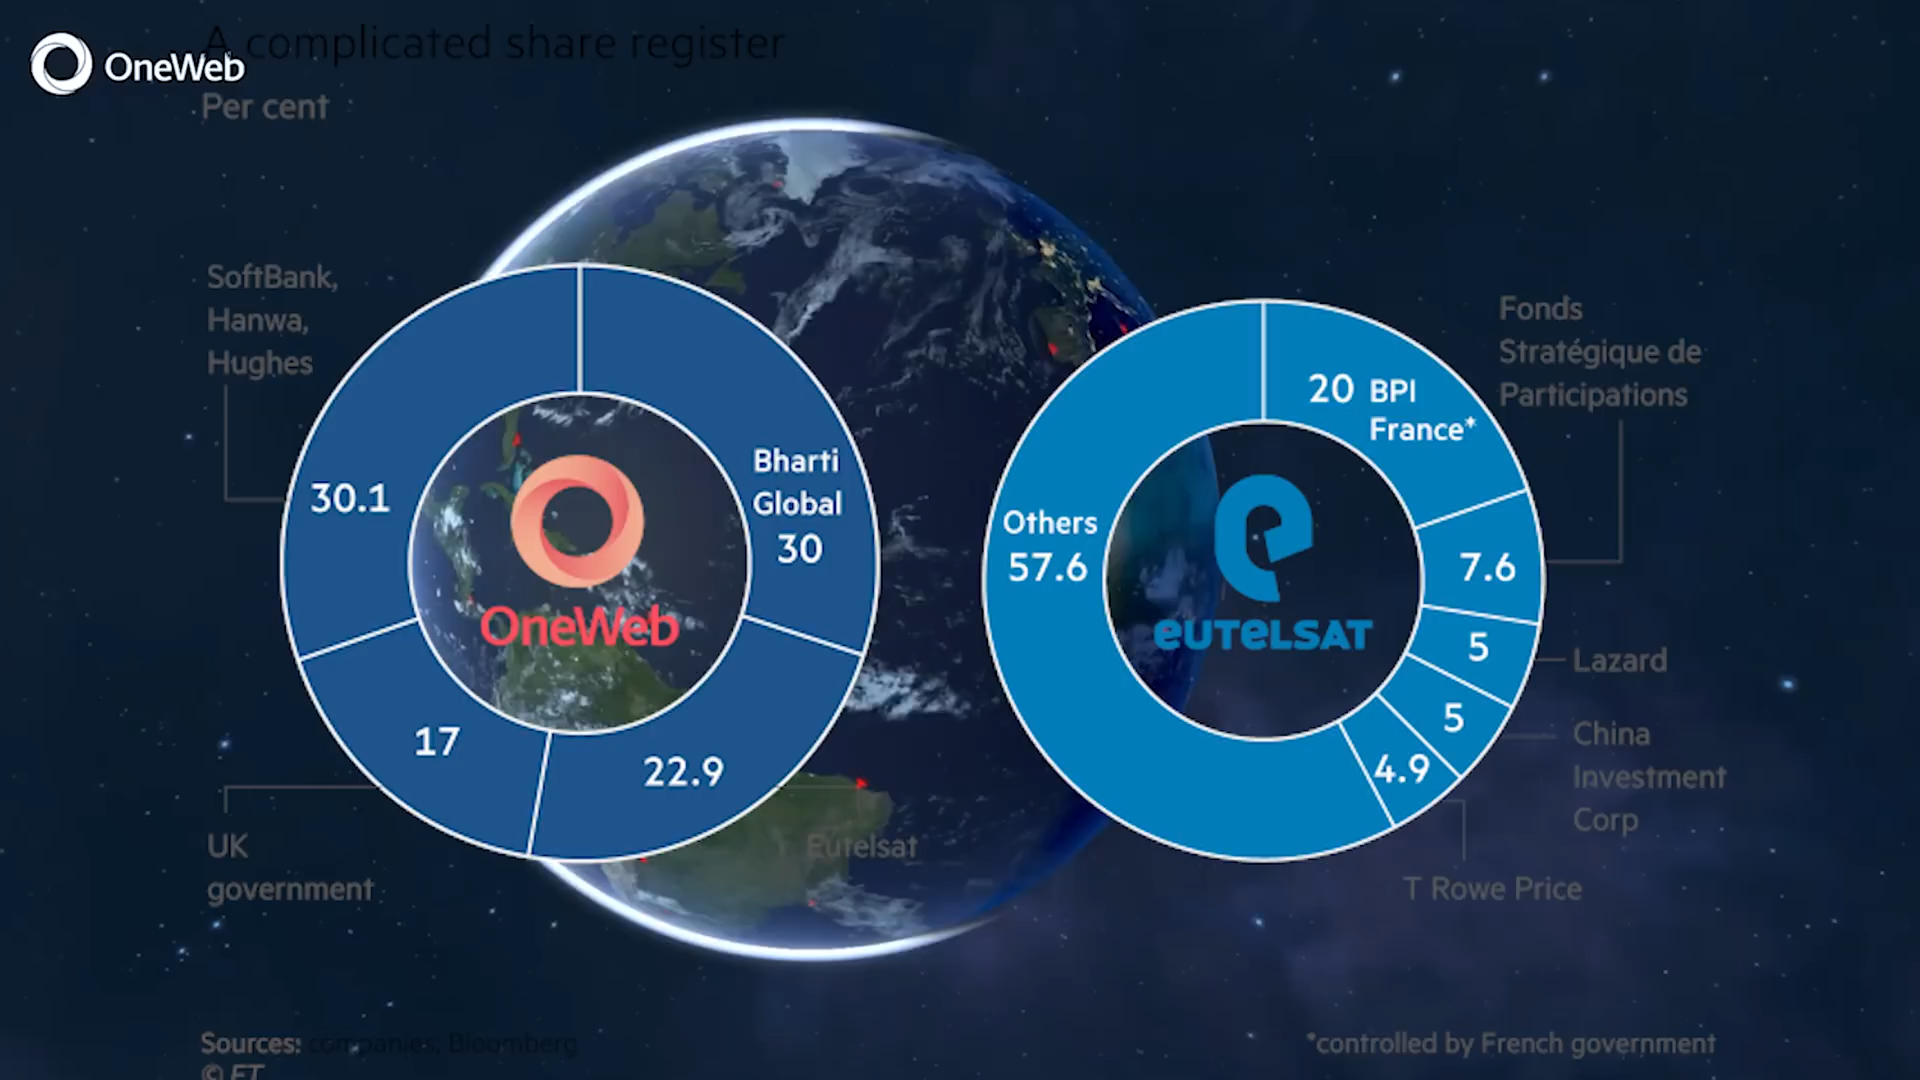 A complicated share register
OneWeb
Per cent
SoftBank,
Hanwa,
Hughes
30.1
Bharti
Global
30
17
22.9
UK
government
Eutelsat
OneWeb
Fonds
Stratégique de
Participations
20 BPI
France*
Others
57.6
7.6
5
5
4.9
Lazard
China
Investment
Corp
T Rowe Price
eUTeLSAT
Sources: companies; Bloomberg
*controlled by French government
© FT